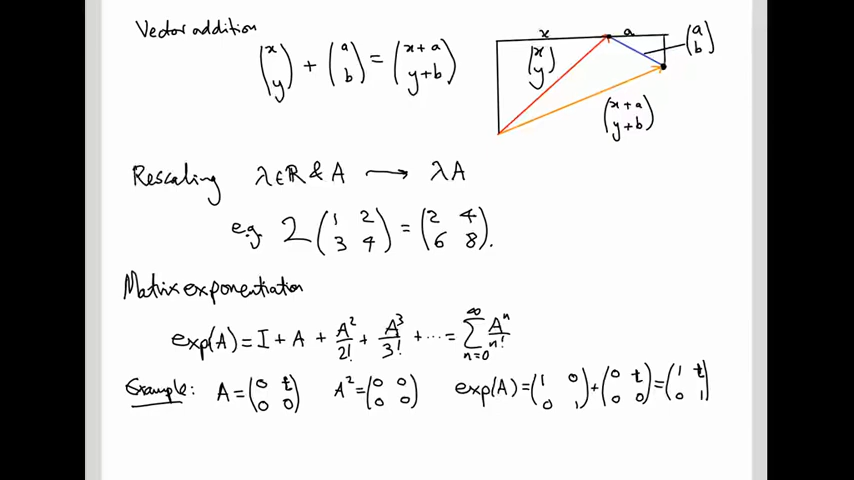 Vector addition
(x y) + (a b) = (x+a y+b)
x a
(x y) (a b)
(x+a y+b)
Rescaling λ∈ℝ & A ⟶ λA
e.g. 2 (1 2 3 4) = (2 4 6 8).
Matrix exponentiation
exp(A) = I + A + A²/2! + A³/3! + ... = ∑_{n=0}^{∞} Aⁿ/n!
Example: A = (0 t 0 0) A² = (0 0 0 0) exp(A) = (1 0 0 1) + (0 t 0 0) = (1 t 0 1)